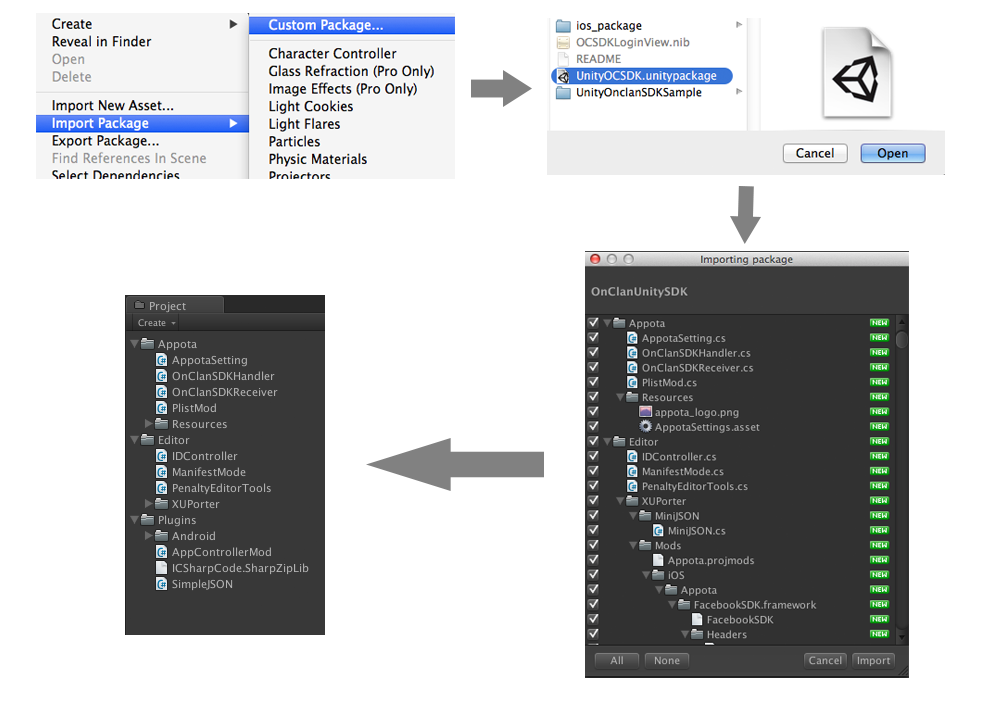 Create
Reveal in Finder
Open
Delete
Import New Asset...
Import Package
Export Package...
Find References In Scene
Select Dependencies
Custom Package...
Character Controller
Glass Refraction (Pro Only)
Image Effects (Pro Only)
Light Cookies
Light Flares
Particles
Physic Materials
Projectors
ios_package
OCSDKLoginView.nib
README
UnityOCSDK.unitypackage
UnityOnclanSDKSample
Cancel
Open
Importing package
OnClanUnitySDK
Appota NEW
AppotaSetting.cs NEW
OnClanSDKHandler.cs NEW
OnClanSDKReceiver.cs NEW
PlistMod.cs NEW
Resources NEW
appota_logo.png NEW
AppotaSettings.asset NEW
Editor NEW
IDController.cs NEW
ManifestMode.cs NEW
PenaltyEditorTools.cs NEW
XUPorter NEW
MiniJSON NEW
MiniJSON.cs NEW
Mods NEW
Appota.projmods NEW
iOS NEW
Appota NEW
FacebookSDK.framework NEW
FacebookSDK NEW
Headers NEW
All
None
Cancel
Import
Project
Create
Appota
AppotaSetting
OnClanSDKHandler
OnClanSDKReceiver
PlistMod
Resources
Editor
IDController
ManifestMode
PenaltyEditorTools
XUPorter
Plugins
Android
AppControllerMod
ICSharpCode.SharpZipLib
SimpleJSON